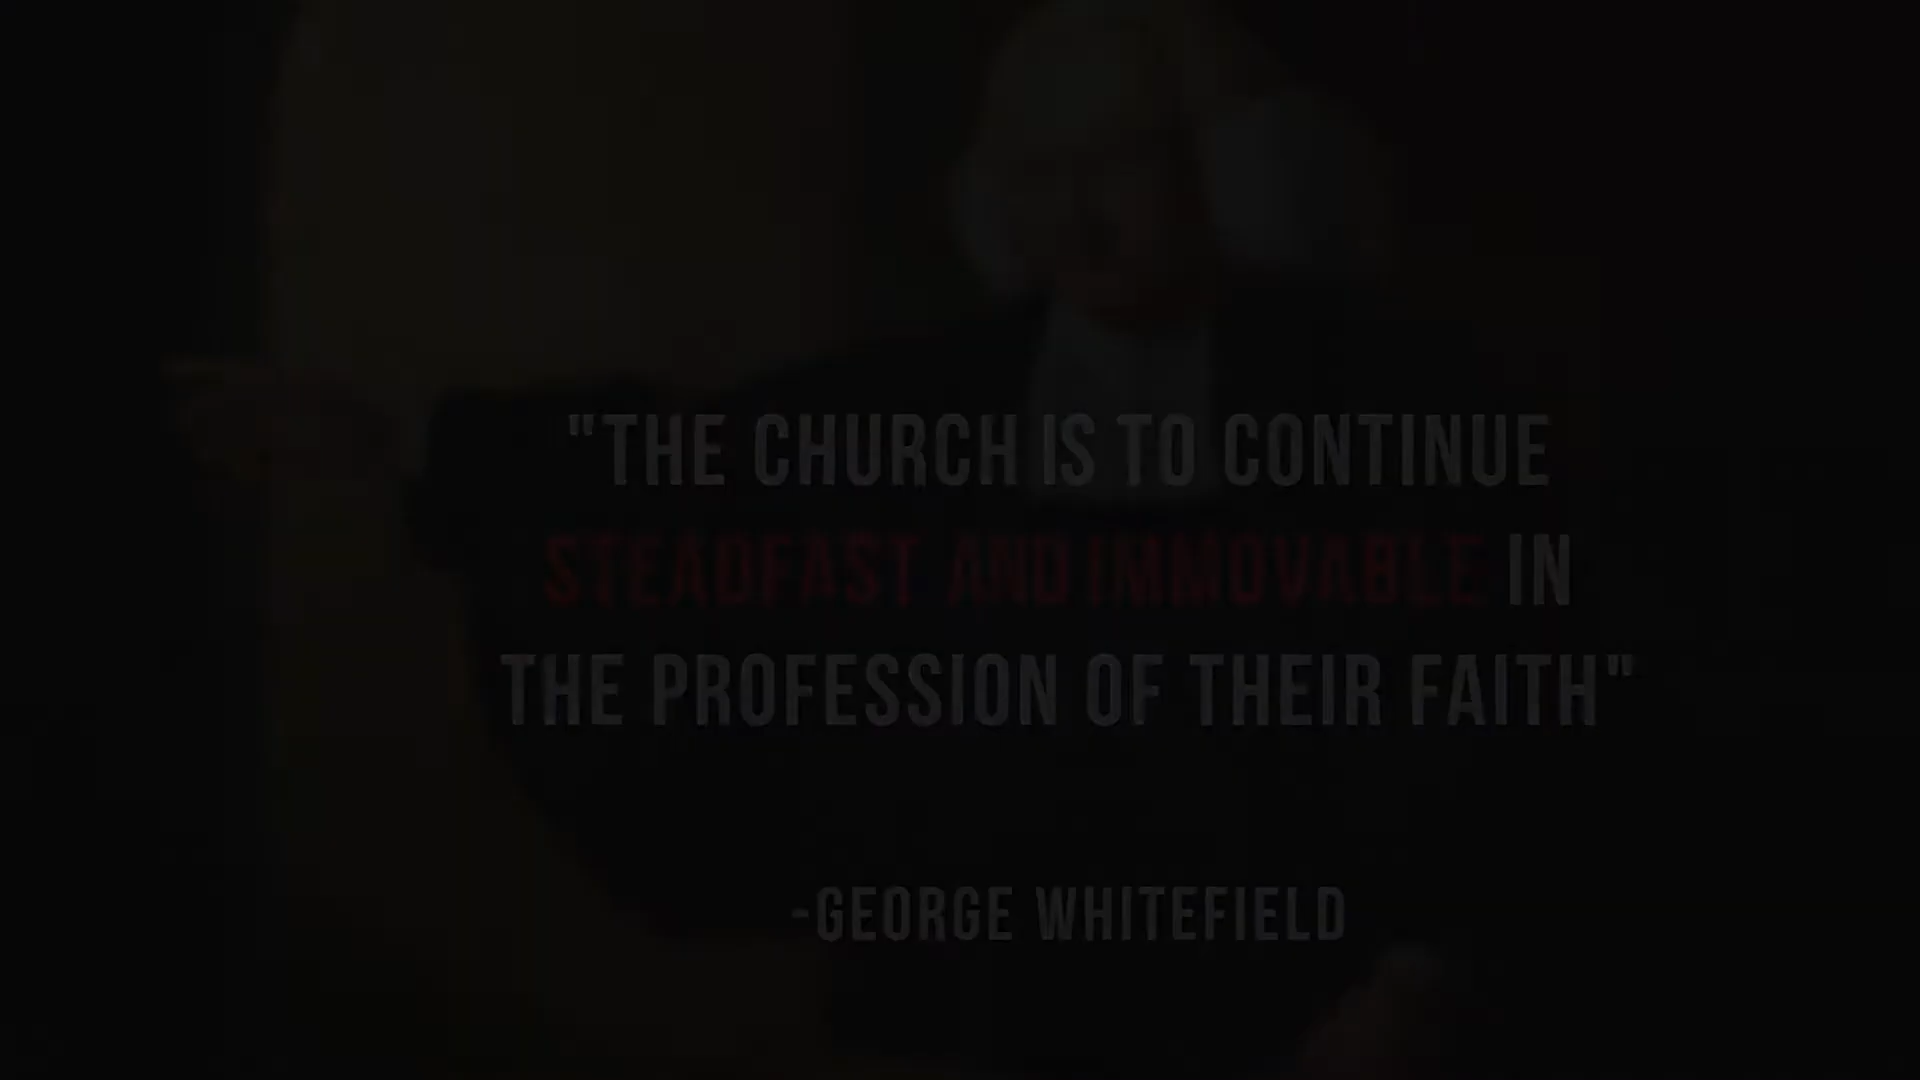 "THE CHURCH IS TO CONTINUE
STEADFAST AND IMMOVABLE IN
THE PROFESSION OF THEIR FAITH"
-GEORGE WHITEFIELD